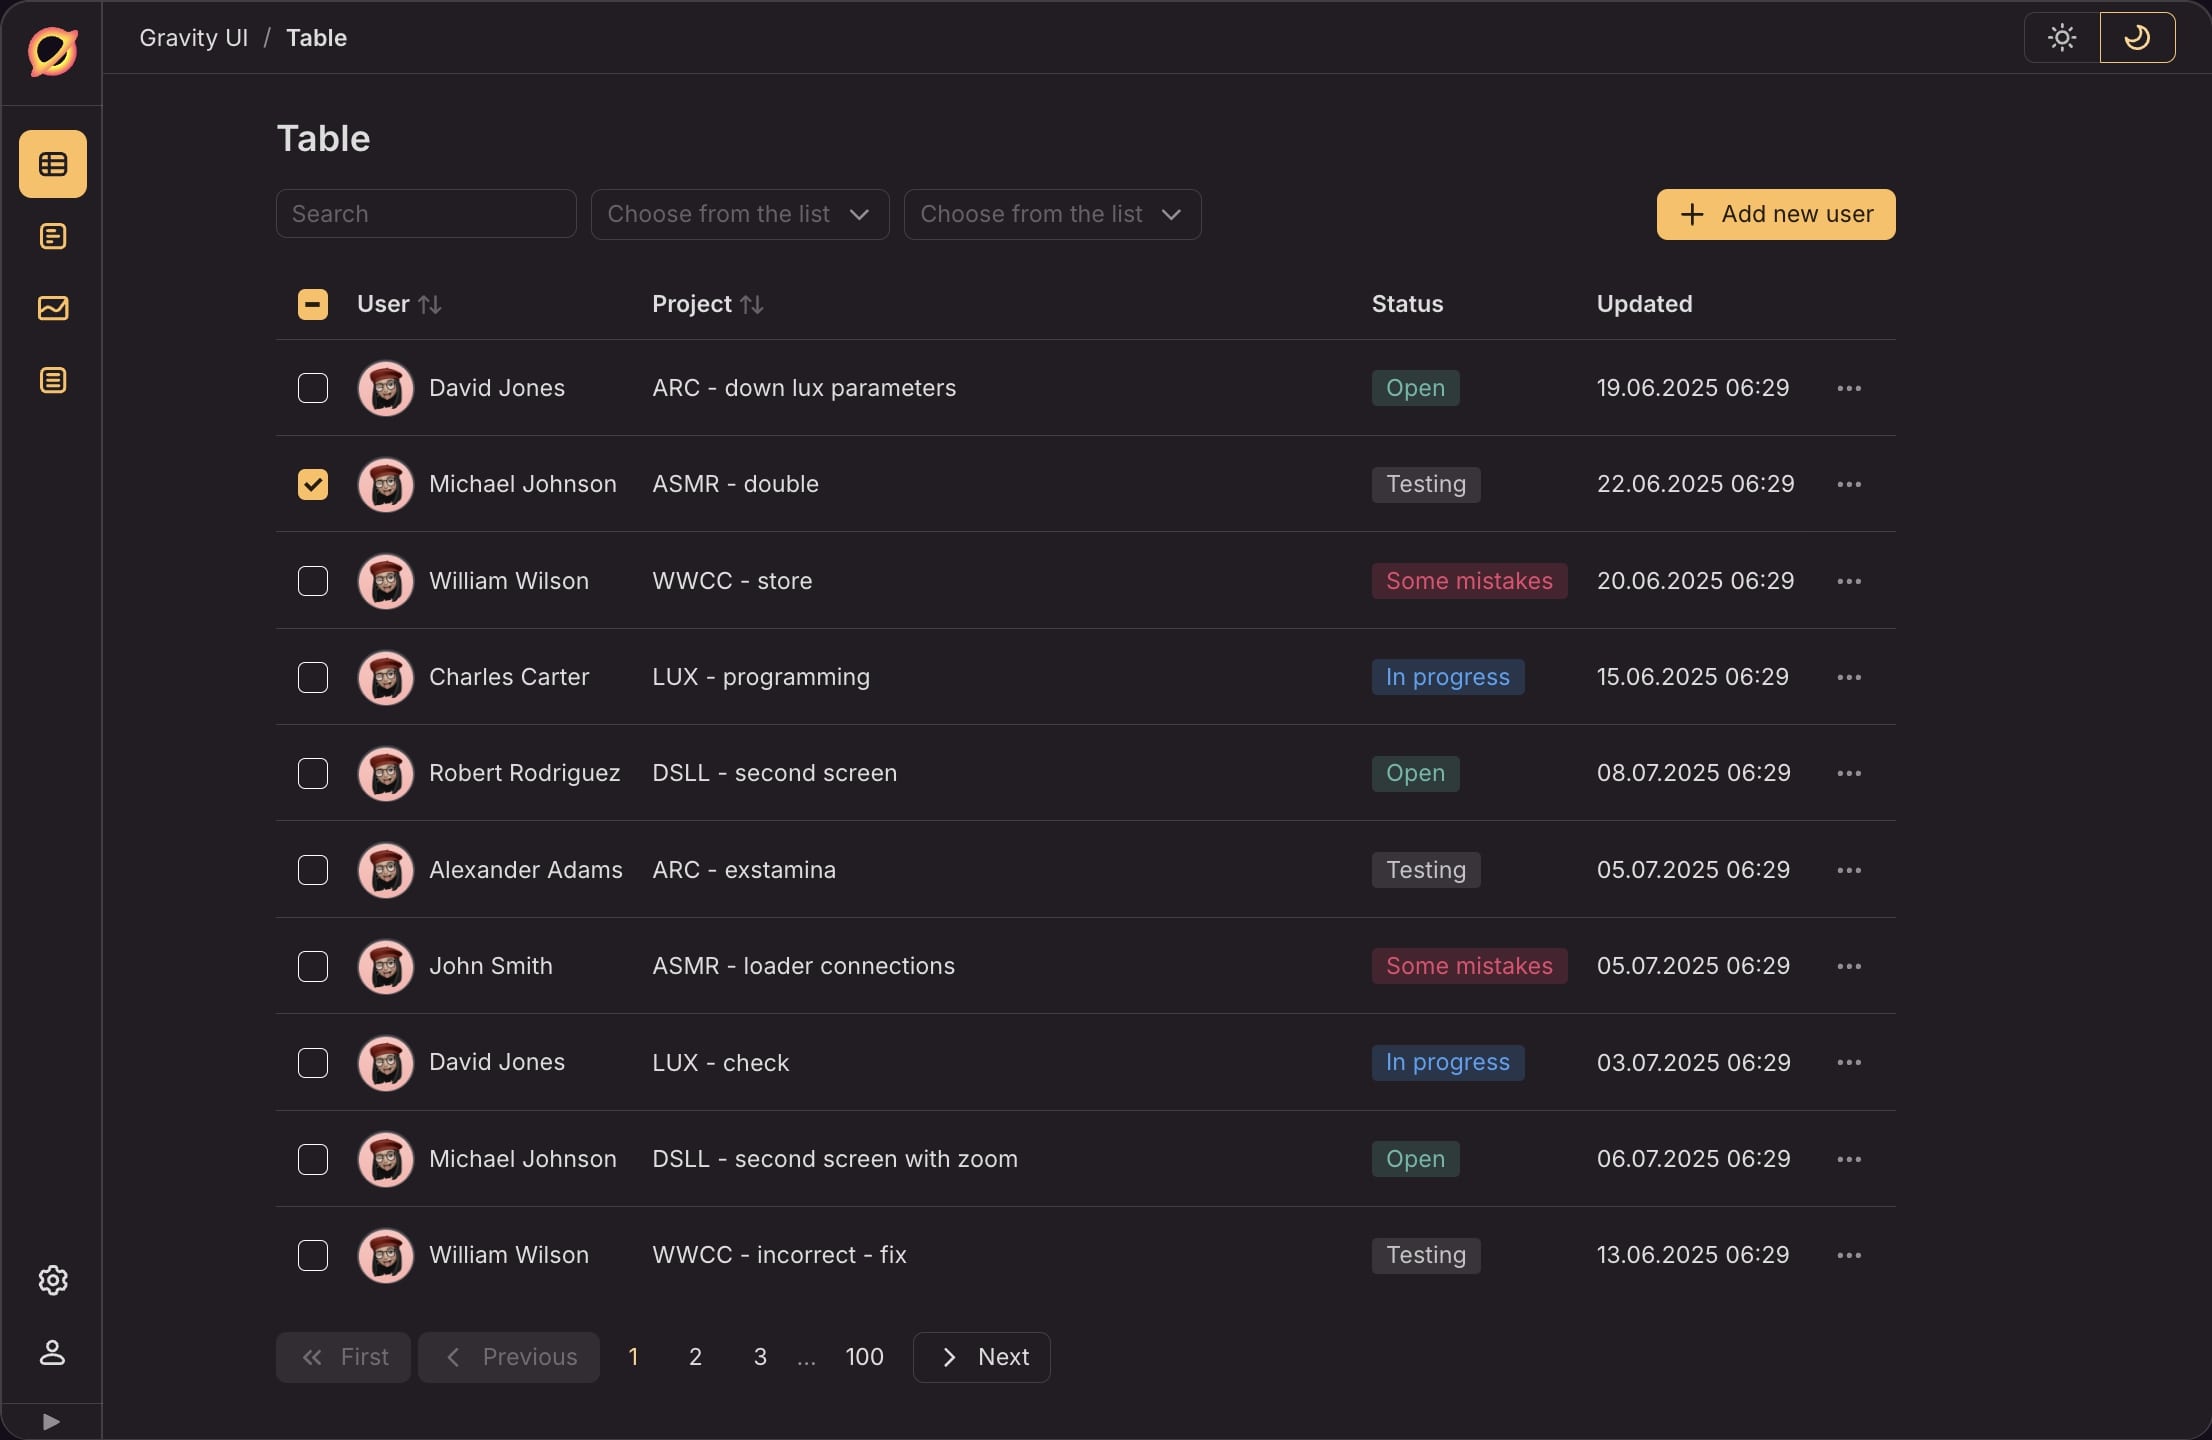 Gravity UI / Table
Table
Search Choose from the list Choose from the list Add new user
User Project Status Updated
David Jones ARC - down lux parameters Open 19.06.2025 06:29
Michael Johnson ASMR - double Testing 22.06.2025 06:29
William Wilson WWCC - store Some mistakes 20.06.2025 06:29
Charles Carter LUX - programming In progress 15.06.2025 06:29
Robert Rodriguez DSLL - second screen Open 08.07.2025 06:29
Alexander Adams ARC - exstamina Testing 05.07.2025 06:29
John Smith ASMR - loader connections Some mistakes 05.07.2025 06:29
David Jones LUX - check In progress 03.07.2025 06:29
Michael Johnson DSLL - second screen with zoom Open 06.07.2025 06:29
William Wilson WWCC - incorrect - fix Testing 13.06.2025 06:29
First Previous 1 2 3 ... 100 Next